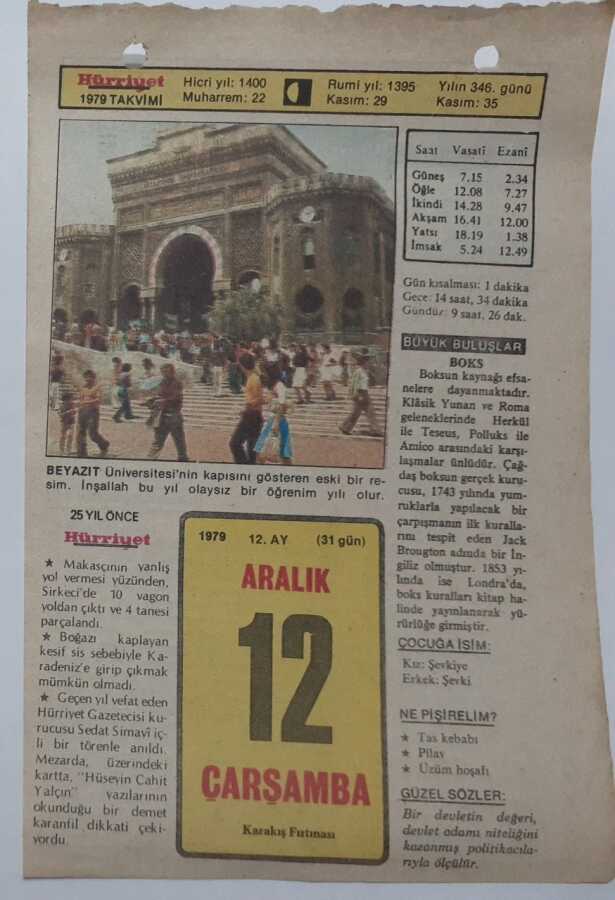 Hürriyet
1979 TAKVİMİ
Hicri yıl: 1400
Muharrem: 22
Rumi yıl: 1395
Kasım: 29
Yılın 346. günü
Kasım: 35
Saat Vasatî Ezanî
Güneş 7.15 2.34
Öğle 12.08 7.27
İkindi 14.28 9.47
Akşam 16.41 12.00
Yatsı 18.19 1.38
İmsak 5.24 12.49
Gün kısalması: 1 dakika
Gece: 14 saat, 34 dakika
Gündüz: 9 saat, 26 dak.
BEYAZIT Üniversitesi'nin kapısını gösteren eski bir re-
sim. İnşallah bu yıl olaysız bir öğrenim yılı olur.
25 YIL ÖNCE
Hürriyet
★ Makasçının yanlış
yol vermesi yüzünden,
Sirkeci'de 10 vagon
yoldan çıktı ve 4 tanesi
parçalandı.
★ Boğazı kaplayan
kesif sis sebebiyle Ka-
radeniz'e girip çıkmak
mümkün olmadı.
★ Geçen yıl vefat eden
Hürriyet Gazetecisi ku-
rucusu Sedat Simavi iç-
li bir törenle anıldı.
Mezarda, üzerindeki
kartta, "Hüseyin Cahit
Yalçın" yazılarının
okunduğu bir demet
karanfil dikkati çeki-
yordu.
1979 12. AY (31 gün)
ARALIK
12
ÇARŞAMBA
Karakış Fırtınası
BÜYÜK BULUŞLAR
BOKS
Boksun kaynağı efsa-
nelere dayanmaktadır.
Klâsik Yunan ve Roma
geleneklerinde Herkül
ile Teseus, Polluks ile
Amico arasındaki karşı-
laşmalar ünlüdür. Çağ-
daş boksun gerçek kuru-
cusu, 1743 yılında yum-
ruklarla yapılacak bir
çarpışmanın ilk kuralla-
rını tespit eden Jack
Brougton adında bir İn-
giliz olmuştur. 1853 yı-
lında ise Londra'da,
boks kuralları kitap ha-
linde yayınlanarak yü-
rürlüğe girmiştir.
ÇOCUĞA İSİM:
Kız: Şevkiye
Erkek: Şevki
NE PİŞİRELİM?
★ Tas kebabı
★ Pilav
★ Üzüm hoşafı
GÜZEL SÖZLER:
Bir devletin değeri,
devlet adamı niteliğini
kazanmış politikacıla-
rıyla ölçülür.